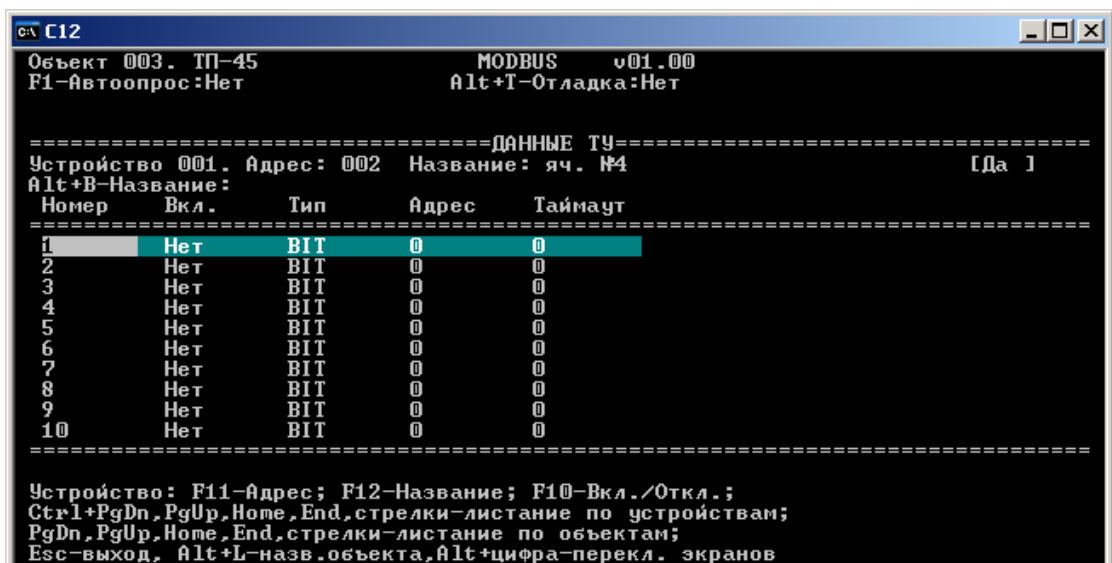 C:\ C12
Объект 003. ТП-45 MODBUS v01.00
F1-Автоопрос:Нет Alt+T-Отладка:Нет
==================================ДАННЫЕ ТУ===================================
Устройство 001. Адрес: 002 Название: яч. №4 [Да ]
Alt+B-Название:
Номер Вкл. Тип Адрес Таймаут
===============================================================================
1 Нет BIT 0 0
2 Нет BIT 0 0
3 Нет BIT 0 0
4 Нет BIT 0 0
5 Нет BIT 0 0
6 Нет BIT 0 0
7 Нет BIT 0 0
8 Нет BIT 0 0
9 Нет BIT 0 0
10 Нет BIT 0 0
===============================================================================
Устройство: F11-Адрес; F12-Название; F10-Вкл./Откл.;
Ctrl+PgDn,PgUp,Home,End,стрелки-листание по устройствам;
PgDn,PgUp,Home,End,стрелки-листание по объектам;
Esc-выход, Alt+L-назв.объекта,Alt+цифра-перекл. экранов